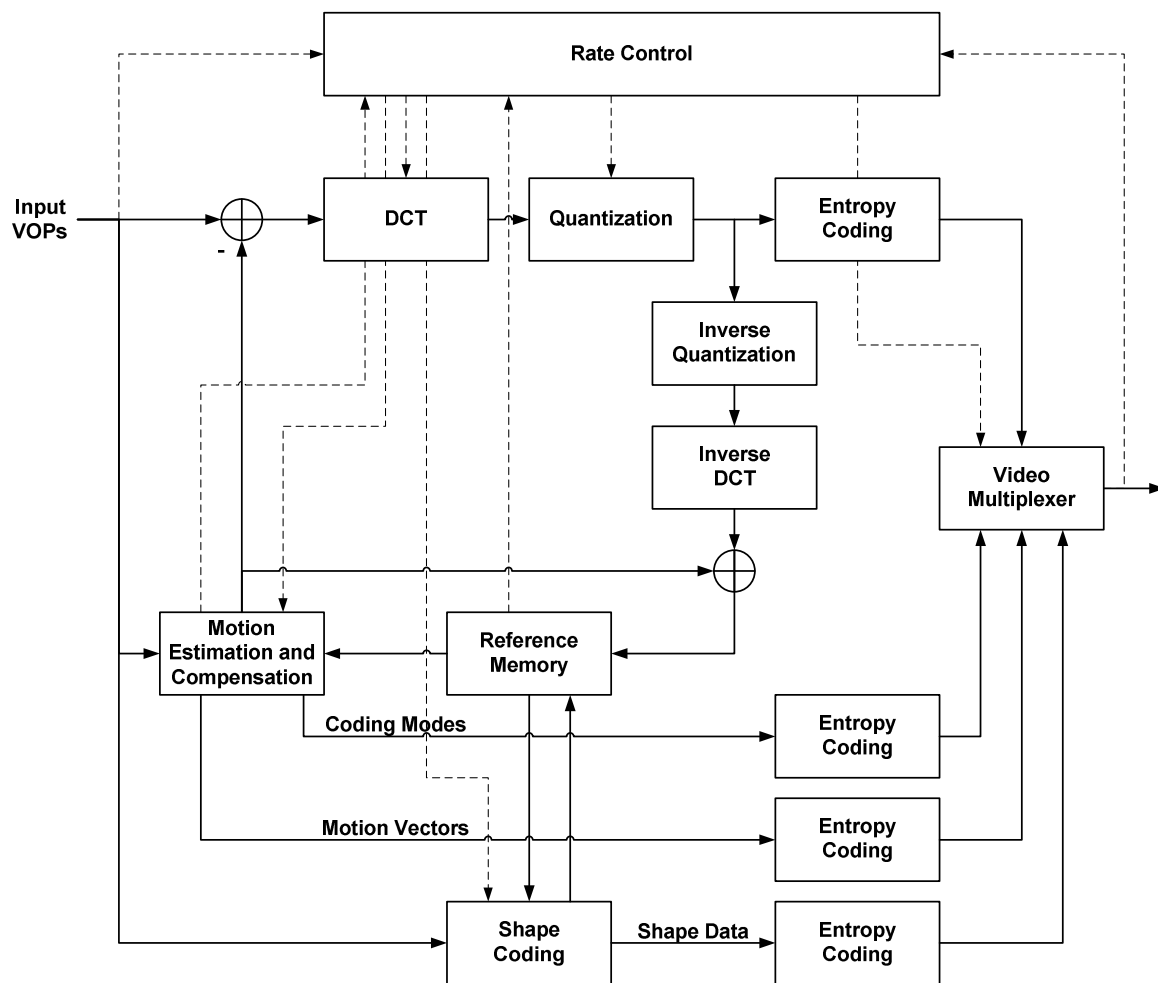 Rate Control
Input
VOPs
DCT
Quantization
Entropy
Coding
-
Inverse
Quantization
Inverse
DCT
Video
Multiplexer
Motion
Estimation and
Compensation
Reference
Memory
Coding Modes
Entropy
Coding
Motion Vectors
Entropy
Coding
Shape
Coding
Shape Data
Entropy
Coding